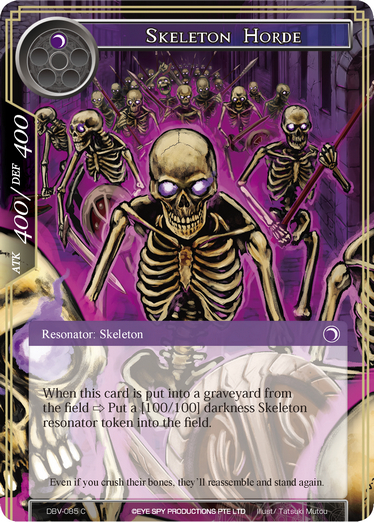 Skeleton Horde
ATK 400/ DEF 400
Resonator: Skeleton
When this card is put into a graveyard from
the field ⇨ Put a [100/100] darkness Skeleton
resonator token into the field.
Even if you crush their bones, they'll reassemble and stand again.
DBV-085 C ©EYE SPY PRODUCTIONS PTE LTD Illust/ Tatsuki Mutou